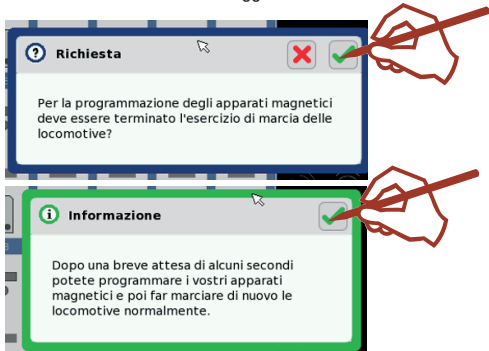 Richiesta
Per la programmazione degli apparati magnetici
deve essere terminato l'esercizio di marcia delle
locomotive?
Informazione
Dopo una breve attesa di alcuni secondi
potete programmare i vostri apparati
magnetici e poi far marciare di nuovo le
locomotive normalmente.